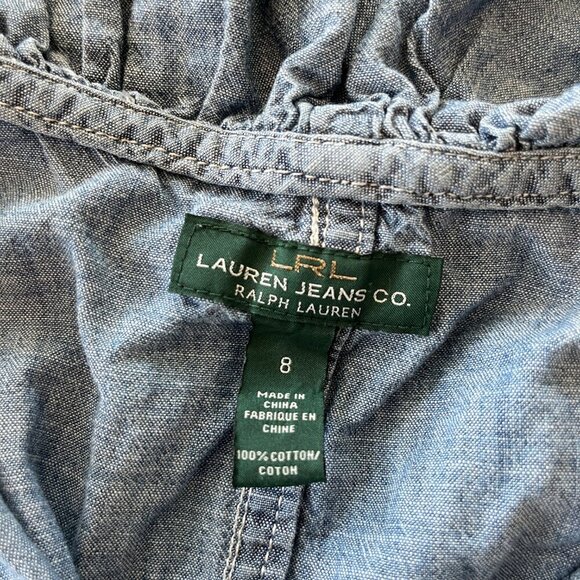 LRL
LAUREN JEANS CO.
RALPH LAUREN
8
MADE IN
CHINA
FABRIQUE EN
CHINE
100% COTTON/
COTON